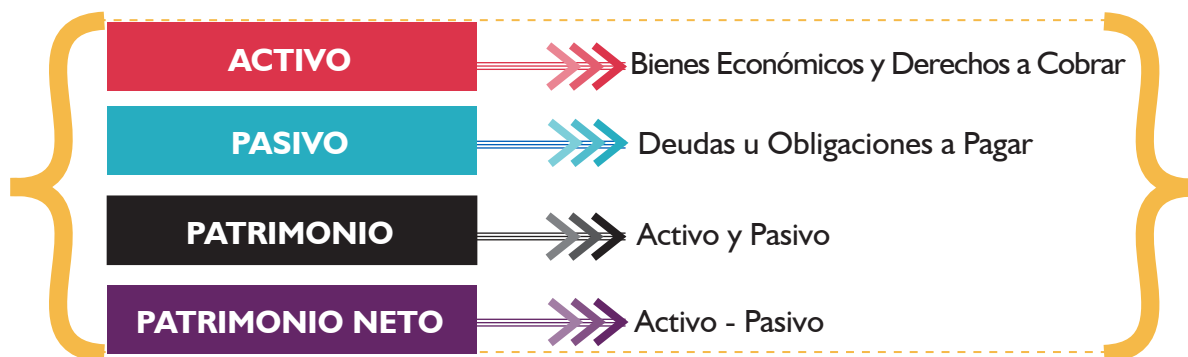 ACTIVO Bienes Económicos y Derechos a Cobrar
PASIVO Deudas u Obligaciones a Pagar
PATRIMONIO Activo y Pasivo
PATRIMONIO NETO Activo - Pasivo